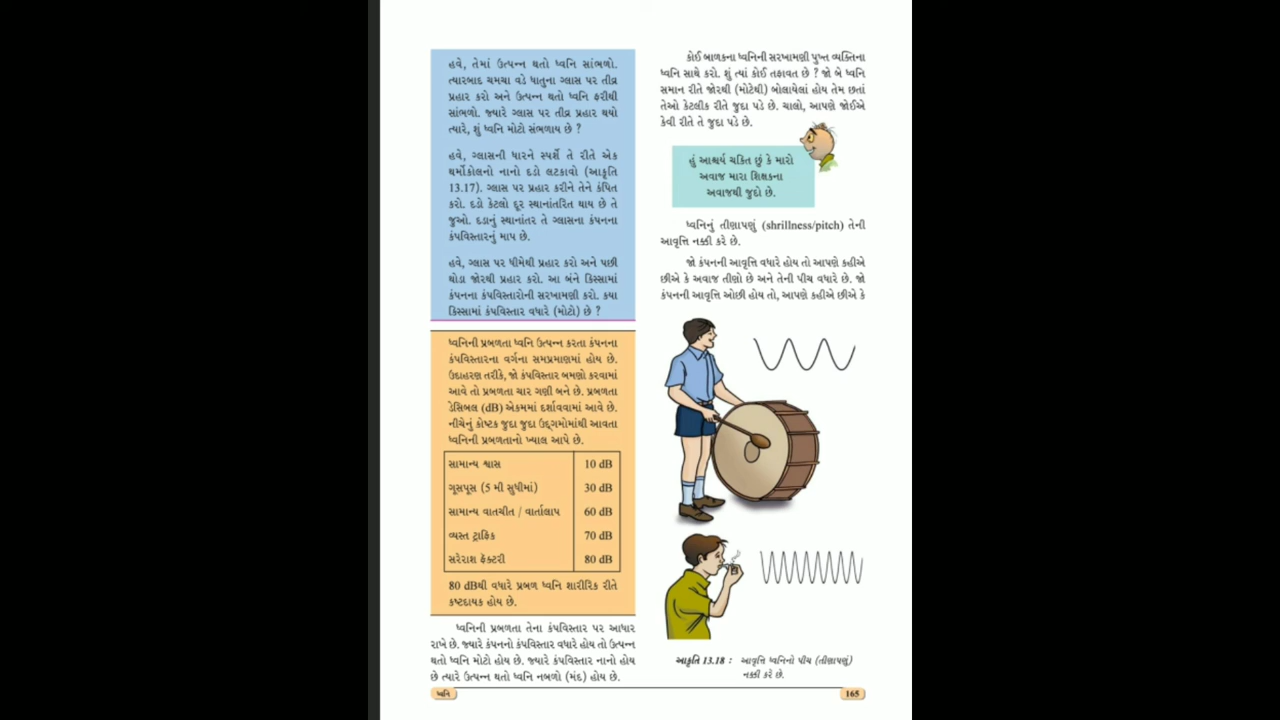 હવે, તેમાં ઉત્પન્ન થતો ધ્વનિ સાંભળો.
ત્યારબાદ ચમચા વડે ધાતુના ગ્લાસ પર તીવ્ર
પ્રહાર કરો અને ઉત્પન્ન થતો ધ્વનિ ફરીથી
સાંભળો. જ્યારે ગ્લાસ પર તીવ્ર પ્રહાર થયો
ત્યારે, શું ધ્વનિ મોટો સંભળાય છે ?
હવે, ગ્લાસની ધારને સ્પર્શે તે રીતે એક
થર્મોકોલનો નાનો દડો લટકાવો (આકૃતિ
13.17). ગ્લાસ પર પ્રહાર કરીને તેને કંપિત
કરો. દડો કેટલો દૂર સ્થાનાંતરિત થાય છે તે
જુઓ. દડાનું સ્થાનાંતર તે ગ્લાસના કંપનના
કંપવિસ્તારનું માપ છે.
હવે, ગ્લાસ પર ધીમેથી પ્રહાર કરો અને પછી
થોડા જોરથી પ્રહાર કરો. આ બંને કિસ્સામાં
કંપનના કંપવિસ્તારોની સરખામણી કરો. કયા
કિસ્સામાં કંપવિસ્તાર વધારે (મોટો) છે ?
ધ્વનિની પ્રબળતા ધ્વનિ ઉત્પન્ન કરતા કંપનના
કંપવિસ્તારના વર્ગના સમપ્રમાણમાં હોય છે.
ઉદાહરણ તરીકે, જો કંપવિસ્તાર બમણો કરવામાં
આવે તો પ્રબળતા ચાર ગણી બને છે. પ્રબળતા
ડેસિબલ (dB) એકમમાં દર્શાવવામાં આવે છે.
નીચેનું કોષ્ટક જુદા જુદા ઉદ્‌ગમોમાંથી આવતા
ધ્વનિની પ્રબળતાનો ખ્યાલ આપે છે.
સામાન્ય શ્વાસ 10 dB
ગૂસપૂસ (5 મી સુધીમાં) 30 dB
સામાન્ય વાતચીત / વાર્તાલાપ 60 dB
વ્યસ્ત ટ્રાફિક 70 dB
સરેરાશ ફૅક્ટરી 80 dB
80 dBથી વધારે પ્રબળ ધ્વનિ શારીરિક રીતે
કષ્ટદાયક હોય છે.
ધ્વનિની પ્રબળતા તેના કંપવિસ્તાર પર આધાર
રાખે છે. જ્યારે કંપનનો કંપવિસ્તાર વધારે હોય તો ઉત્પન્ન
થતો ધ્વનિ મોટો હોય છે. જ્યારે કંપવિસ્તાર નાનો હોય
છે ત્યારે ઉત્પન્ન થતો ધ્વનિ નબળો (મંદ) હોય છે.
કોઈ બાળકના ધ્વનિની સરખામણી પુખ્ત વ્યક્તિના
ધ્વનિ સાથે કરો. શું ત્યાં કોઈ તફાવત છે ? જો બે ધ્વનિ
સમાન રીતે જોરથી (મોટેથી) બોલાયેલાં હોય તેમ છતાં
તેઓ કેટલીક રીતે જુદા પડે છે. ચાલો, આપણે જોઈએ
કેવી રીતે તે જુદા પડે છે.
હું આશ્ચર્ય ચકિત છું કે મારો
અવાજ મારા શિક્ષકના
અવાજથી જુદો છે.
ધ્વનિનું તીણાપણું (shrillness/pitch) તેની
આવૃત્તિ નક્કી કરે છે.
જો કંપનની આવૃત્તિ વધારે હોય તો આપણે કહીએ
છીએ કે અવાજ તીણો છે અને તેની પીચ વધારે છે. જો
કંપનની આવૃત્તિ ઓછી હોય તો, આપણે કહીએ છીએ કે
આકૃતિ 13.18 : આવૃત્તિ ધ્વનિનો પીચ (તીણાપણું)
નક્કી કરે છે.
ધ્વનિ
165